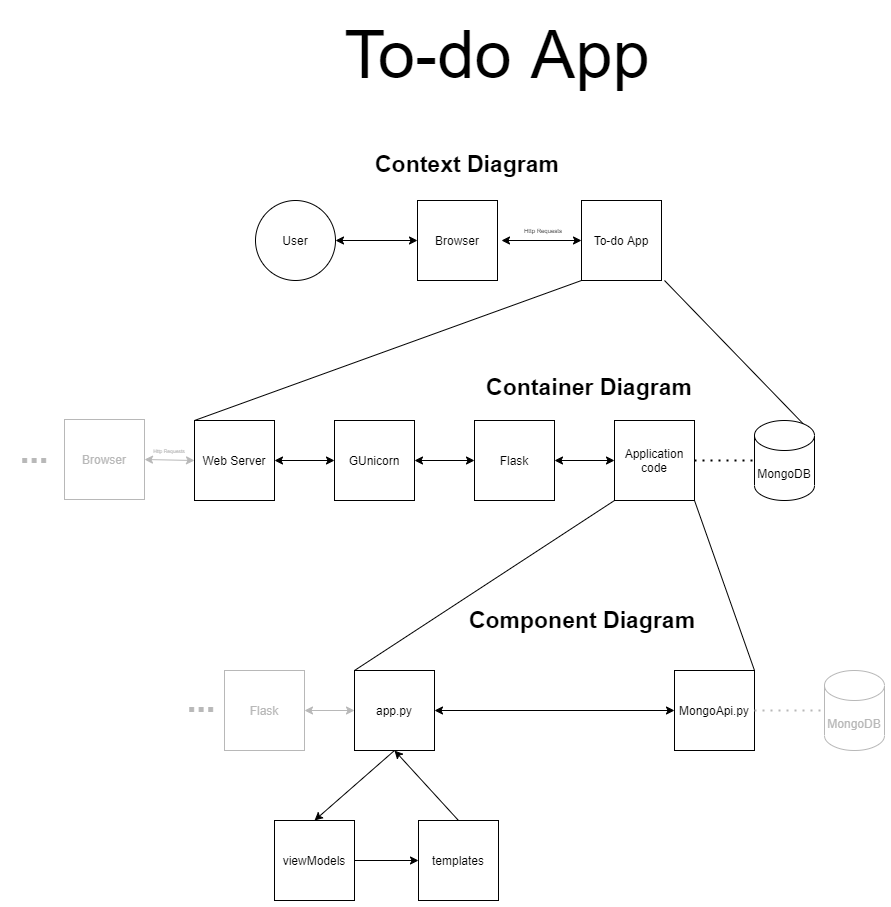 To-do App
Context Diagram
User
Browser
Http Requests
To-do App
Container Diagram
...
Browser
Http Requests
Web Server
GUnicorn
Flask
Application
code
MongoDB
Component Diagram
...
Flask
app.py
MongoApi.py
MongoDB
viewModels
templates